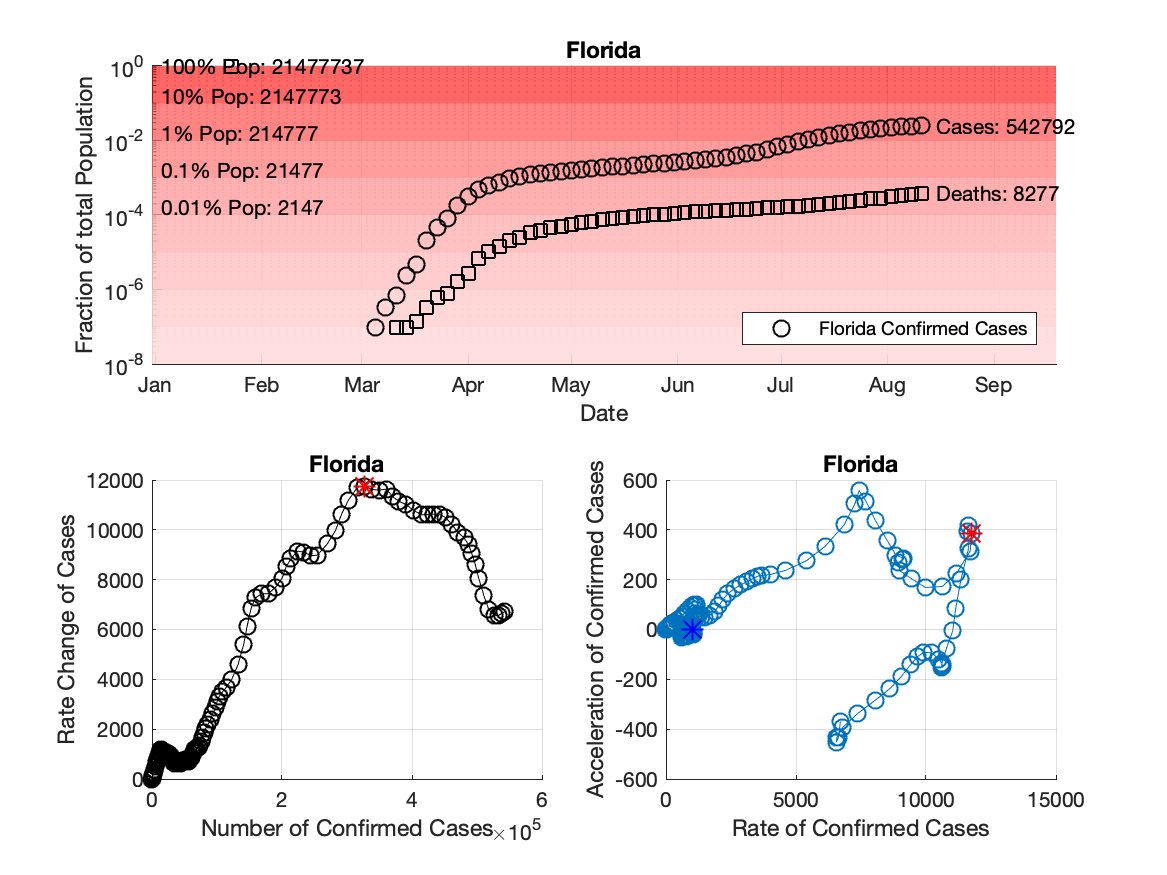 Florida
10^0
10^-2
10^-4
10^-6
10^-8
Fraction of total Population
100% Pop: 21477737
10% Pop: 2147773
1% Pop: 214777
0.1% Pop: 21477
0.01% Pop: 2147
Cases: 542792
Deaths: 8277
Florida Confirmed Cases
Jan Feb Mar Apr May Jun Jul Aug Sep
Date
Florida
12000
10000
8000
6000
4000
2000
0
Rate Change of Cases
0 2 4 6
Number of Confirmed Cases ×10^5
Florida
600
400
200
0
-200
-400
-600
Acceleration of Confirmed Cases
0 5000 10000 15000
Rate of Confirmed Cases